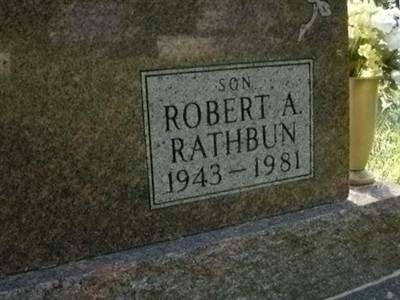 SON
ROBERT A.
RATHBUN
1943 — 1981